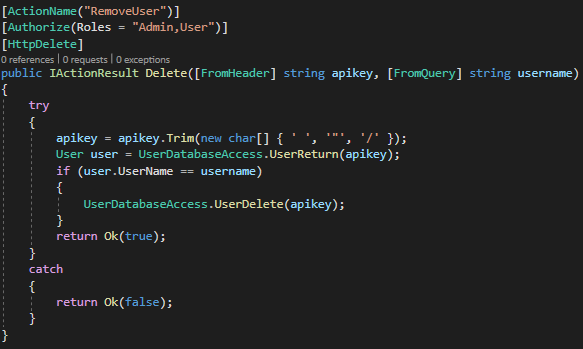 [ActionName("RemoveUser")]
[Authorize(Roles = "Admin,User")]
[HttpDelete]
0 references | 0 requests | 0 exceptions
public IActionResult Delete([FromHeader] string apikey, [FromQuery] string username)
{
    try
    {
        apikey = apikey.Trim(new char[] { ' ', '"', '/' });
        User user = UserDatabaseAccess.UserReturn(apikey);
        if (user.UserName == username)
        {
            UserDatabaseAccess.UserDelete(apikey);
        }
        return Ok(true);
    }
    catch
    {
        return Ok(false);
    }
}